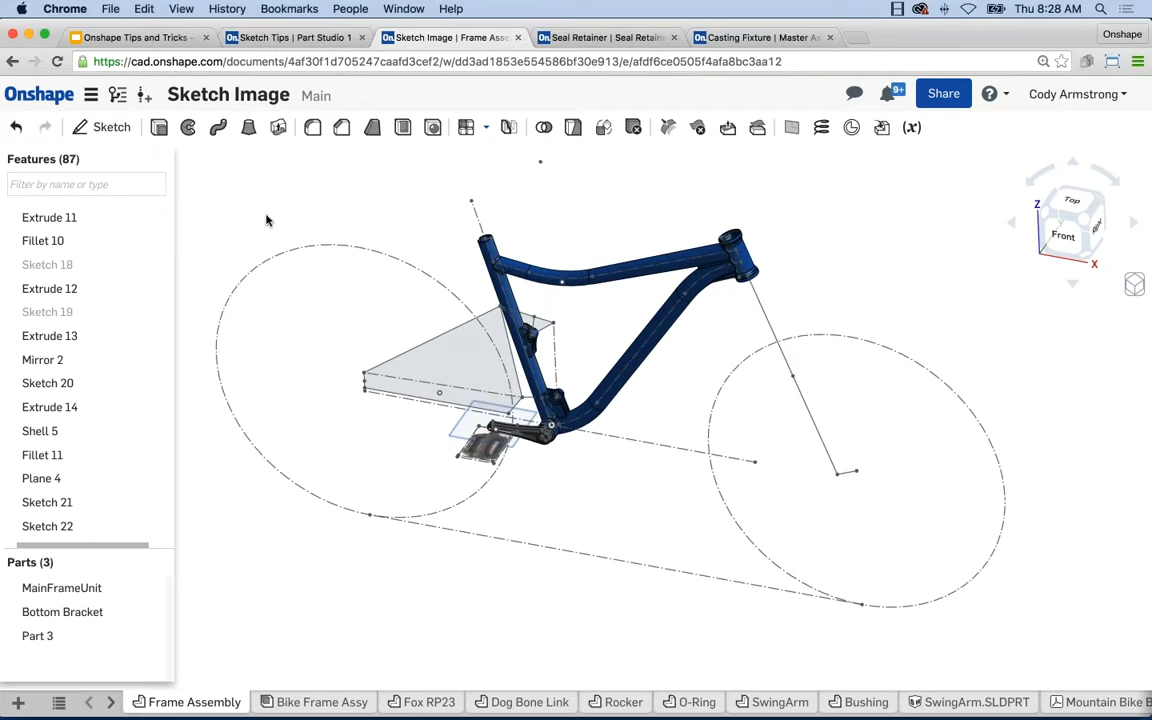 Chrome File Edit View History Bookmarks People Window Help Thu 8:28 AM
Onshape Tips and Tricks - Sketch Tips | Part Studio 1 Sketch Image | Frame Asse Seal Retainer | Seal Retaine Casting Fixture | Master As Onshape
https://cad.onshape.com/documents/4af30f1d705247caafd3cef2/w/dd3ad1853e554586bf30e913/e/afdf6ce0505f4afa8bc3aa12
Onshape Sketch Image Main 9+ Share Cody Armstrong
Sketch (x)
Features (87)
Filter by name or type
Extrude 11
Fillet 10
Sketch 18
Extrude 12
Sketch 19
Extrude 13
Mirror 2
Sketch 20
Extrude 14
Shell 5
Fillet 11
Plane 4
Sketch 21
Sketch 22
Parts (3)
MainFrameUnit
Bottom Bracket
Part 3
Top
Z
Front
Right
X
Frame Assembly Bike Frame Assy Fox RP23 Dog Bone Link Rocker O-Ring SwingArm Bushing SwingArm.SLDPRT Mountain Bike B